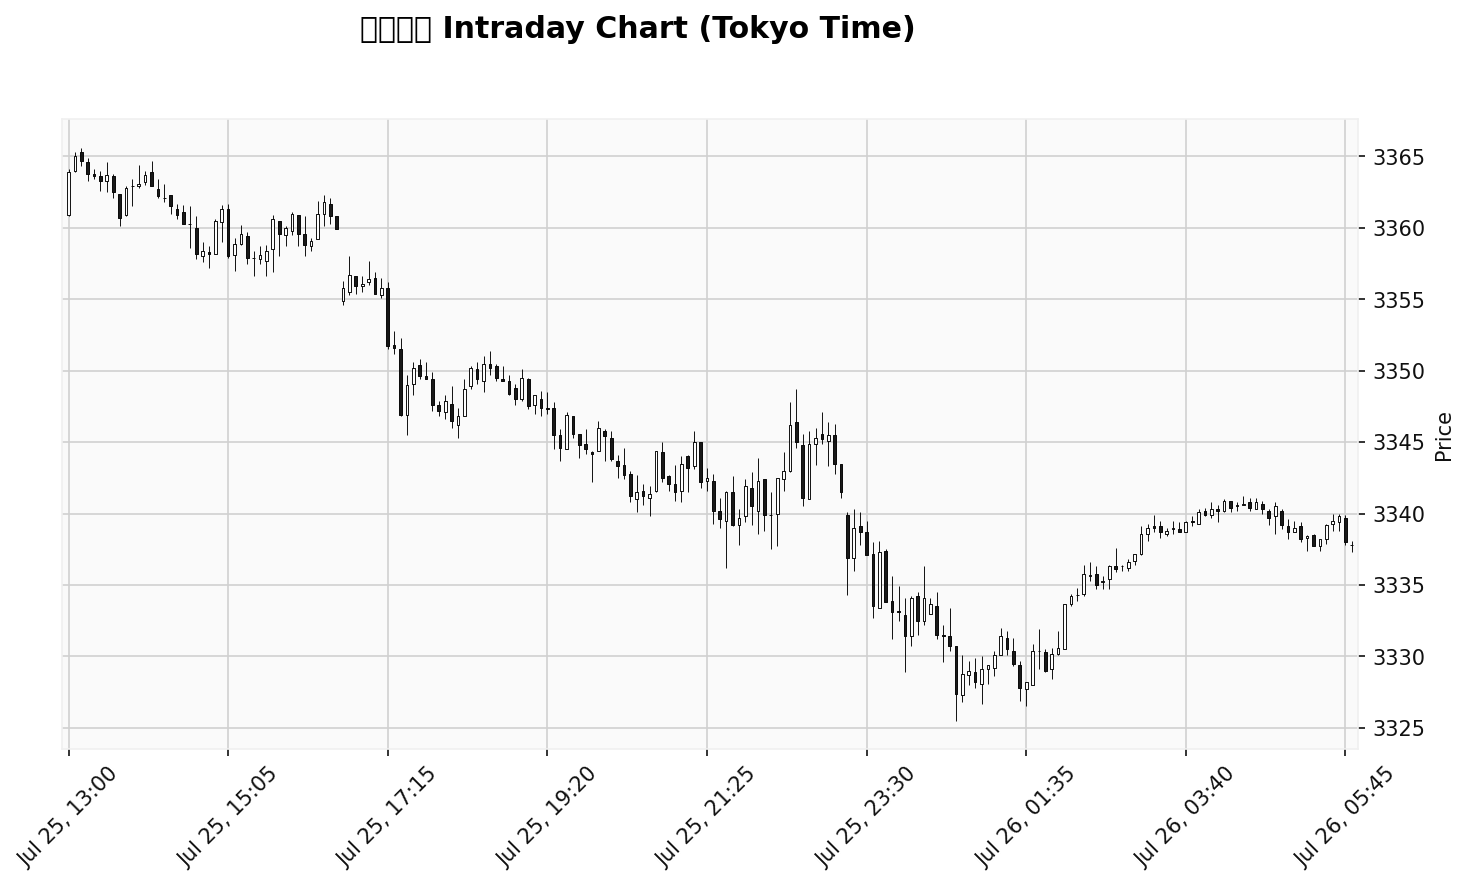 Intraday Chart (Tokyo Time)
3365
3360
3355
3350
3345
3340
3335
3330
3325
Price
Jul 25, 13:00
Jul 25, 15:05
Jul 25, 17:15
Jul 25, 19:20
Jul 25, 21:25
Jul 25, 23:30
Jul 26, 01:35
Jul 26, 03:40
Jul 26, 05:45